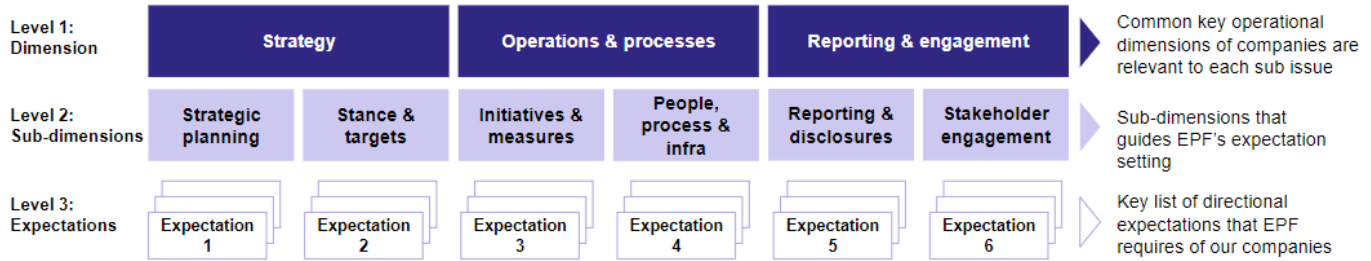 Level 1:
Dimension
Strategy
Operations & processes
Reporting & engagement
Common key operational
dimensions of companies are
relevant to each sub issue
Level 2:
Sub-dimensions
Strategic
planning
Stance &
targets
Initiatives &
measures
People,
process &
infra
Reporting &
disclosures
Stakeholder
engagement
Sub-dimensions that
guides EPF's expectation
setting
Level 3:
Expectations
Expectation
1
Expectation
2
Expectation
3
Expectation
4
Expectation
5
Expectation
6
Key list of directional
expectations that EPF
requires of our companies